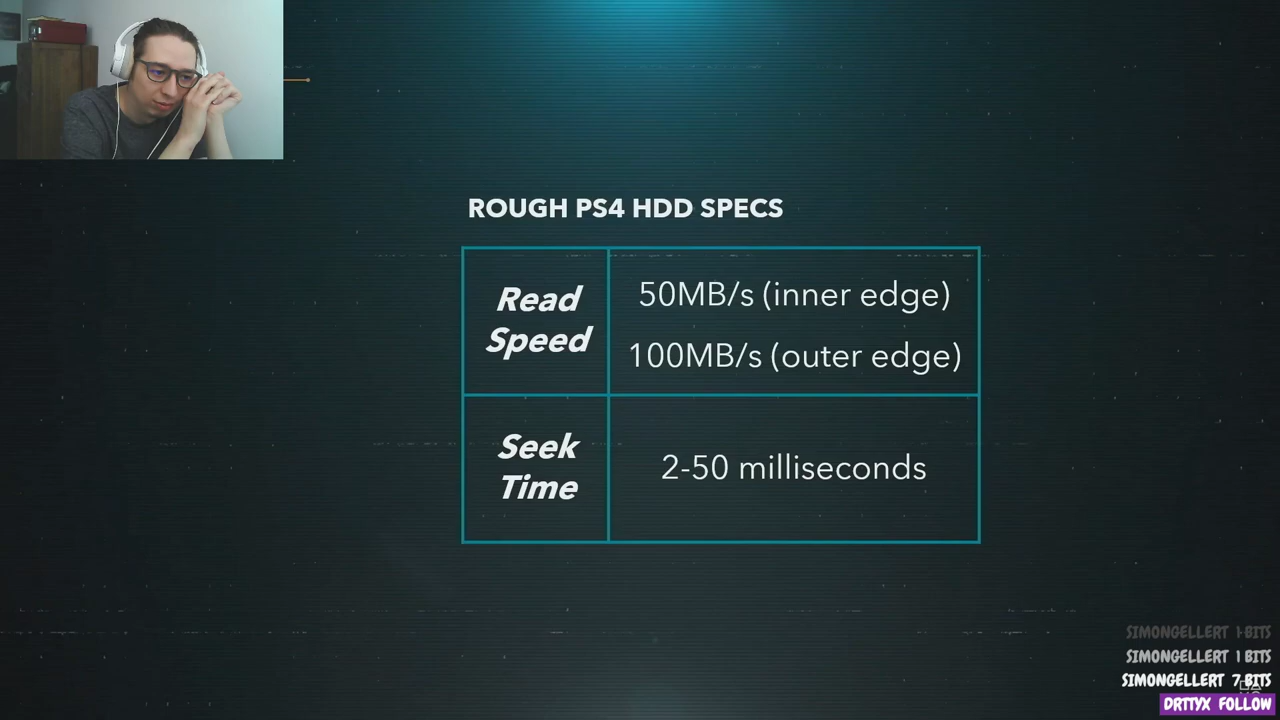 ROUGH PS4 HDD SPECS
Read
Speed
50MB/s (inner edge)
100MB/s (outer edge)
Seek
Time
2-50 milliseconds
SIMONGELLERT 1 BITS
SIMONGELLERT 1 BITS
SIMONGELLERT 7 BITS
DRTTYX FOLLOW